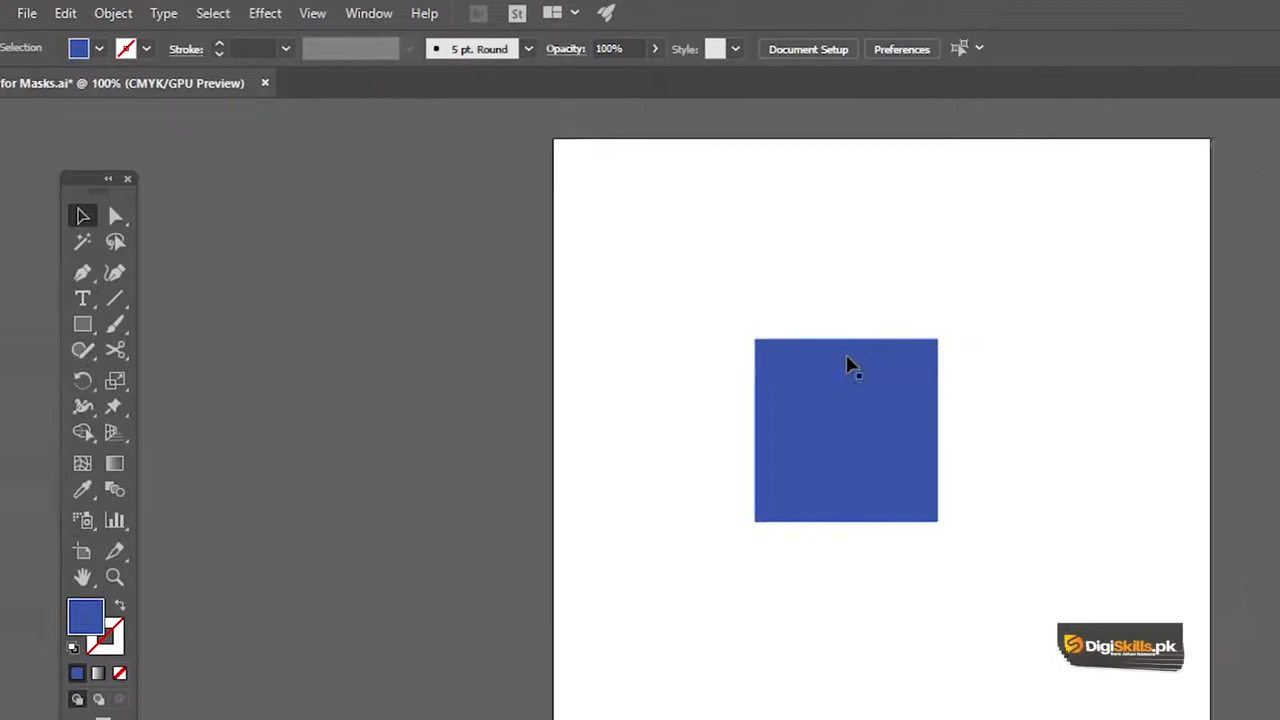 File Edit Object Type Select Effect View Window Help Br St
Selection Stroke: 5 pt. Round Opacity: 100% Style: Document Setup Preferences
for Masks.ai* @ 100% (CMYK/GPU Preview) ×
T
DigiSkills.pk